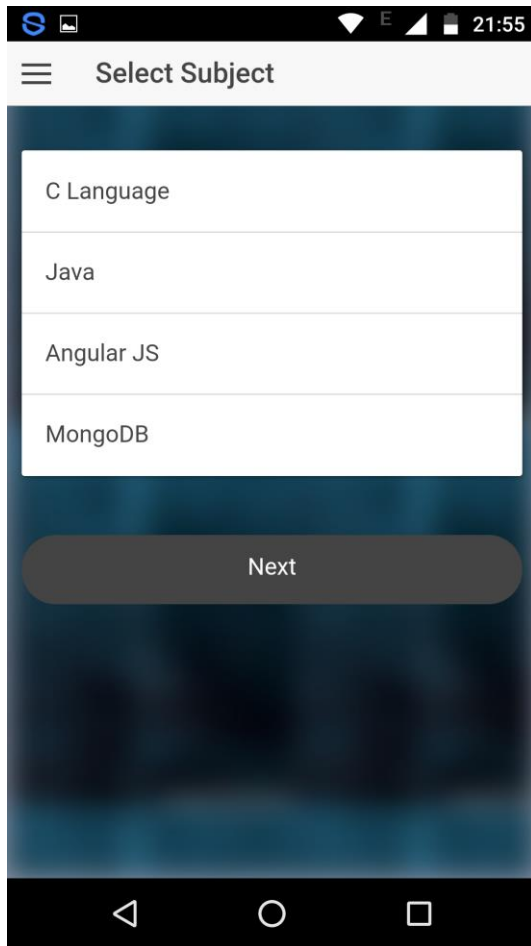 E 21:55
Select Subject
C Language
Java
Angular JS
MongoDB
Next